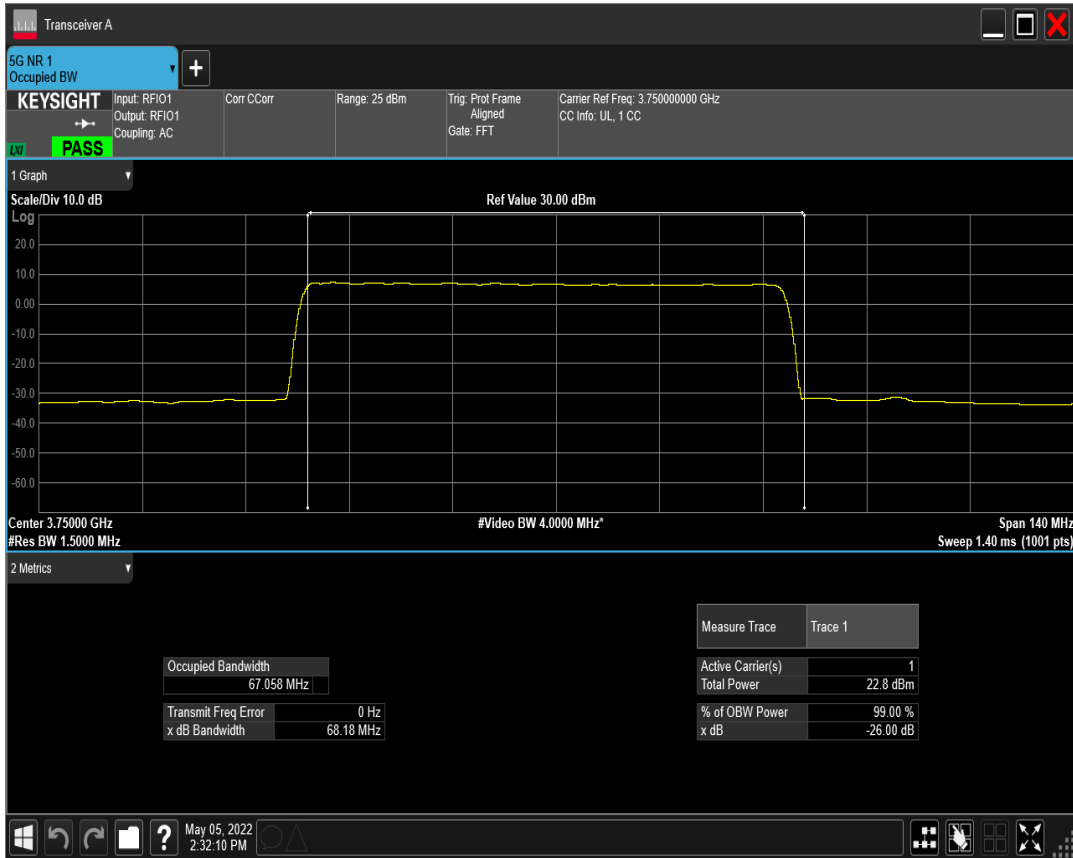 Transceiver A
5G NR 1
Occupied BW
KEYSIGHT
LXI
PASS
Input: RFIO1
Output: RFIO1
Coupling: AC
Corr CCorr
Range: 25 dBm
Trig: Prot Frame
Aligned
Gate: FFT
Carrier Ref Freq: 3.750000000 GHz
CC Info: UL, 1 CC
1 Graph
Scale/Div 10.0 dB
Ref Value 30.00 dBm
Log
20.0
10.0
0.00
-10.0
-20.0
-30.0
-40.0
-50.0
-60.0
Center 3.75000 GHz
#Video BW 4.0000 MHz*
Span 140 MHz
#Res BW 1.5000 MHz
Sweep 1.40 ms (1001 pts)
2 Metrics
Measure Trace Trace 1
Occupied Bandwidth
67.058 MHz
Active Carrier(s) 1
Total Power 22.8 dBm
Transmit Freq Error 0 Hz
x dB Bandwidth 68.18 MHz
% of OBW Power 99.00 %
x dB -26.00 dB
?
May 05, 2022
2:32:10 PM